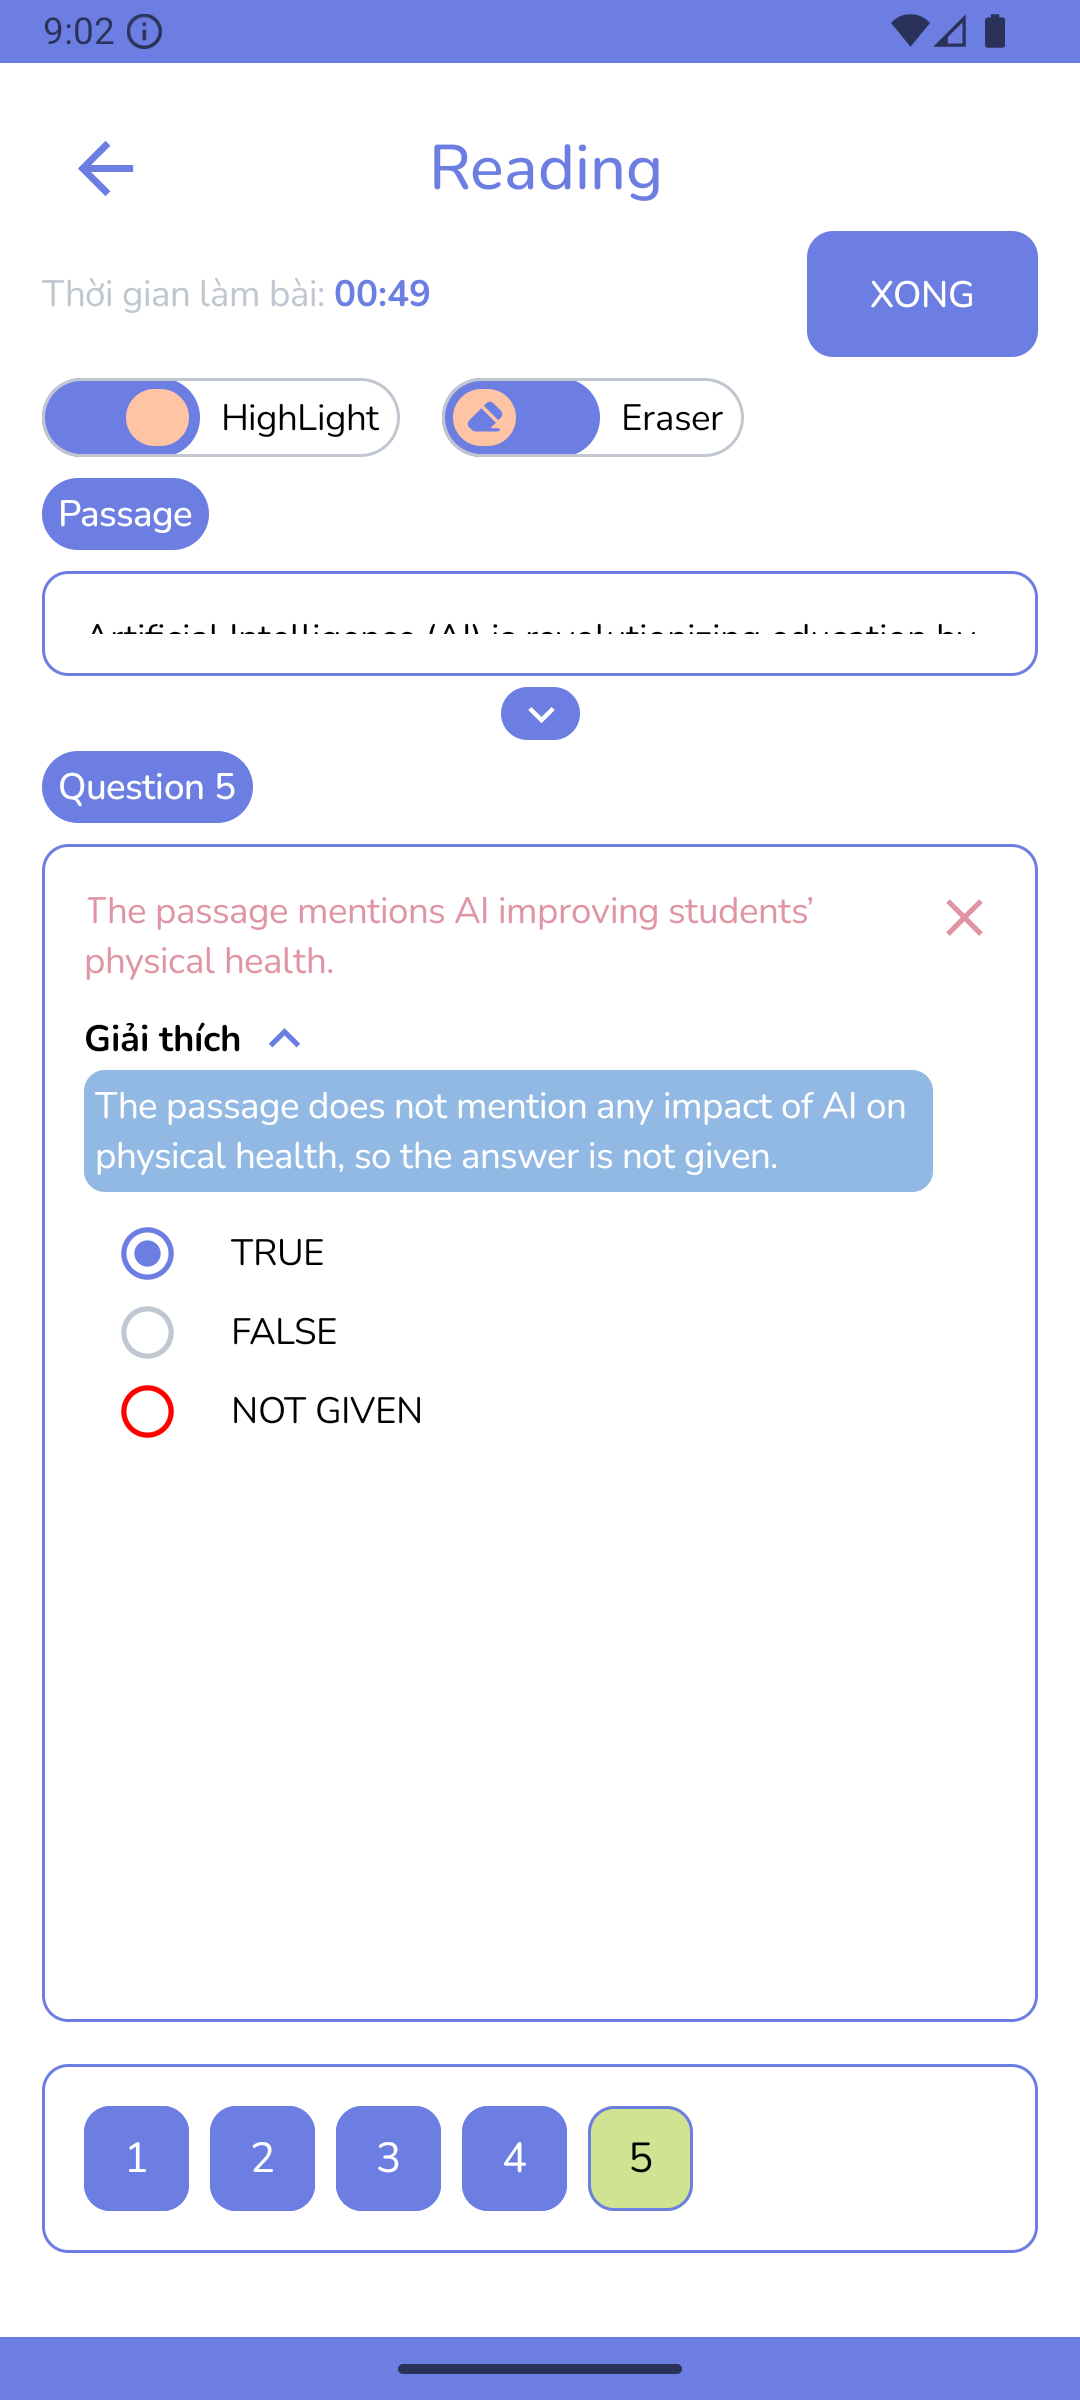 9:02
Reading
Thời gian làm bài: 00:49
XONG
HighLight
Eraser
Passage
Artificial Intelligence (AI) is revolutionizing education by
Question 5
The passage mentions AI improving students’
physical health.
Giải thích
The passage does not mention any impact of AI on
physical health, so the answer is not given.
TRUE
FALSE
NOT GIVEN
1 2 3 4 5